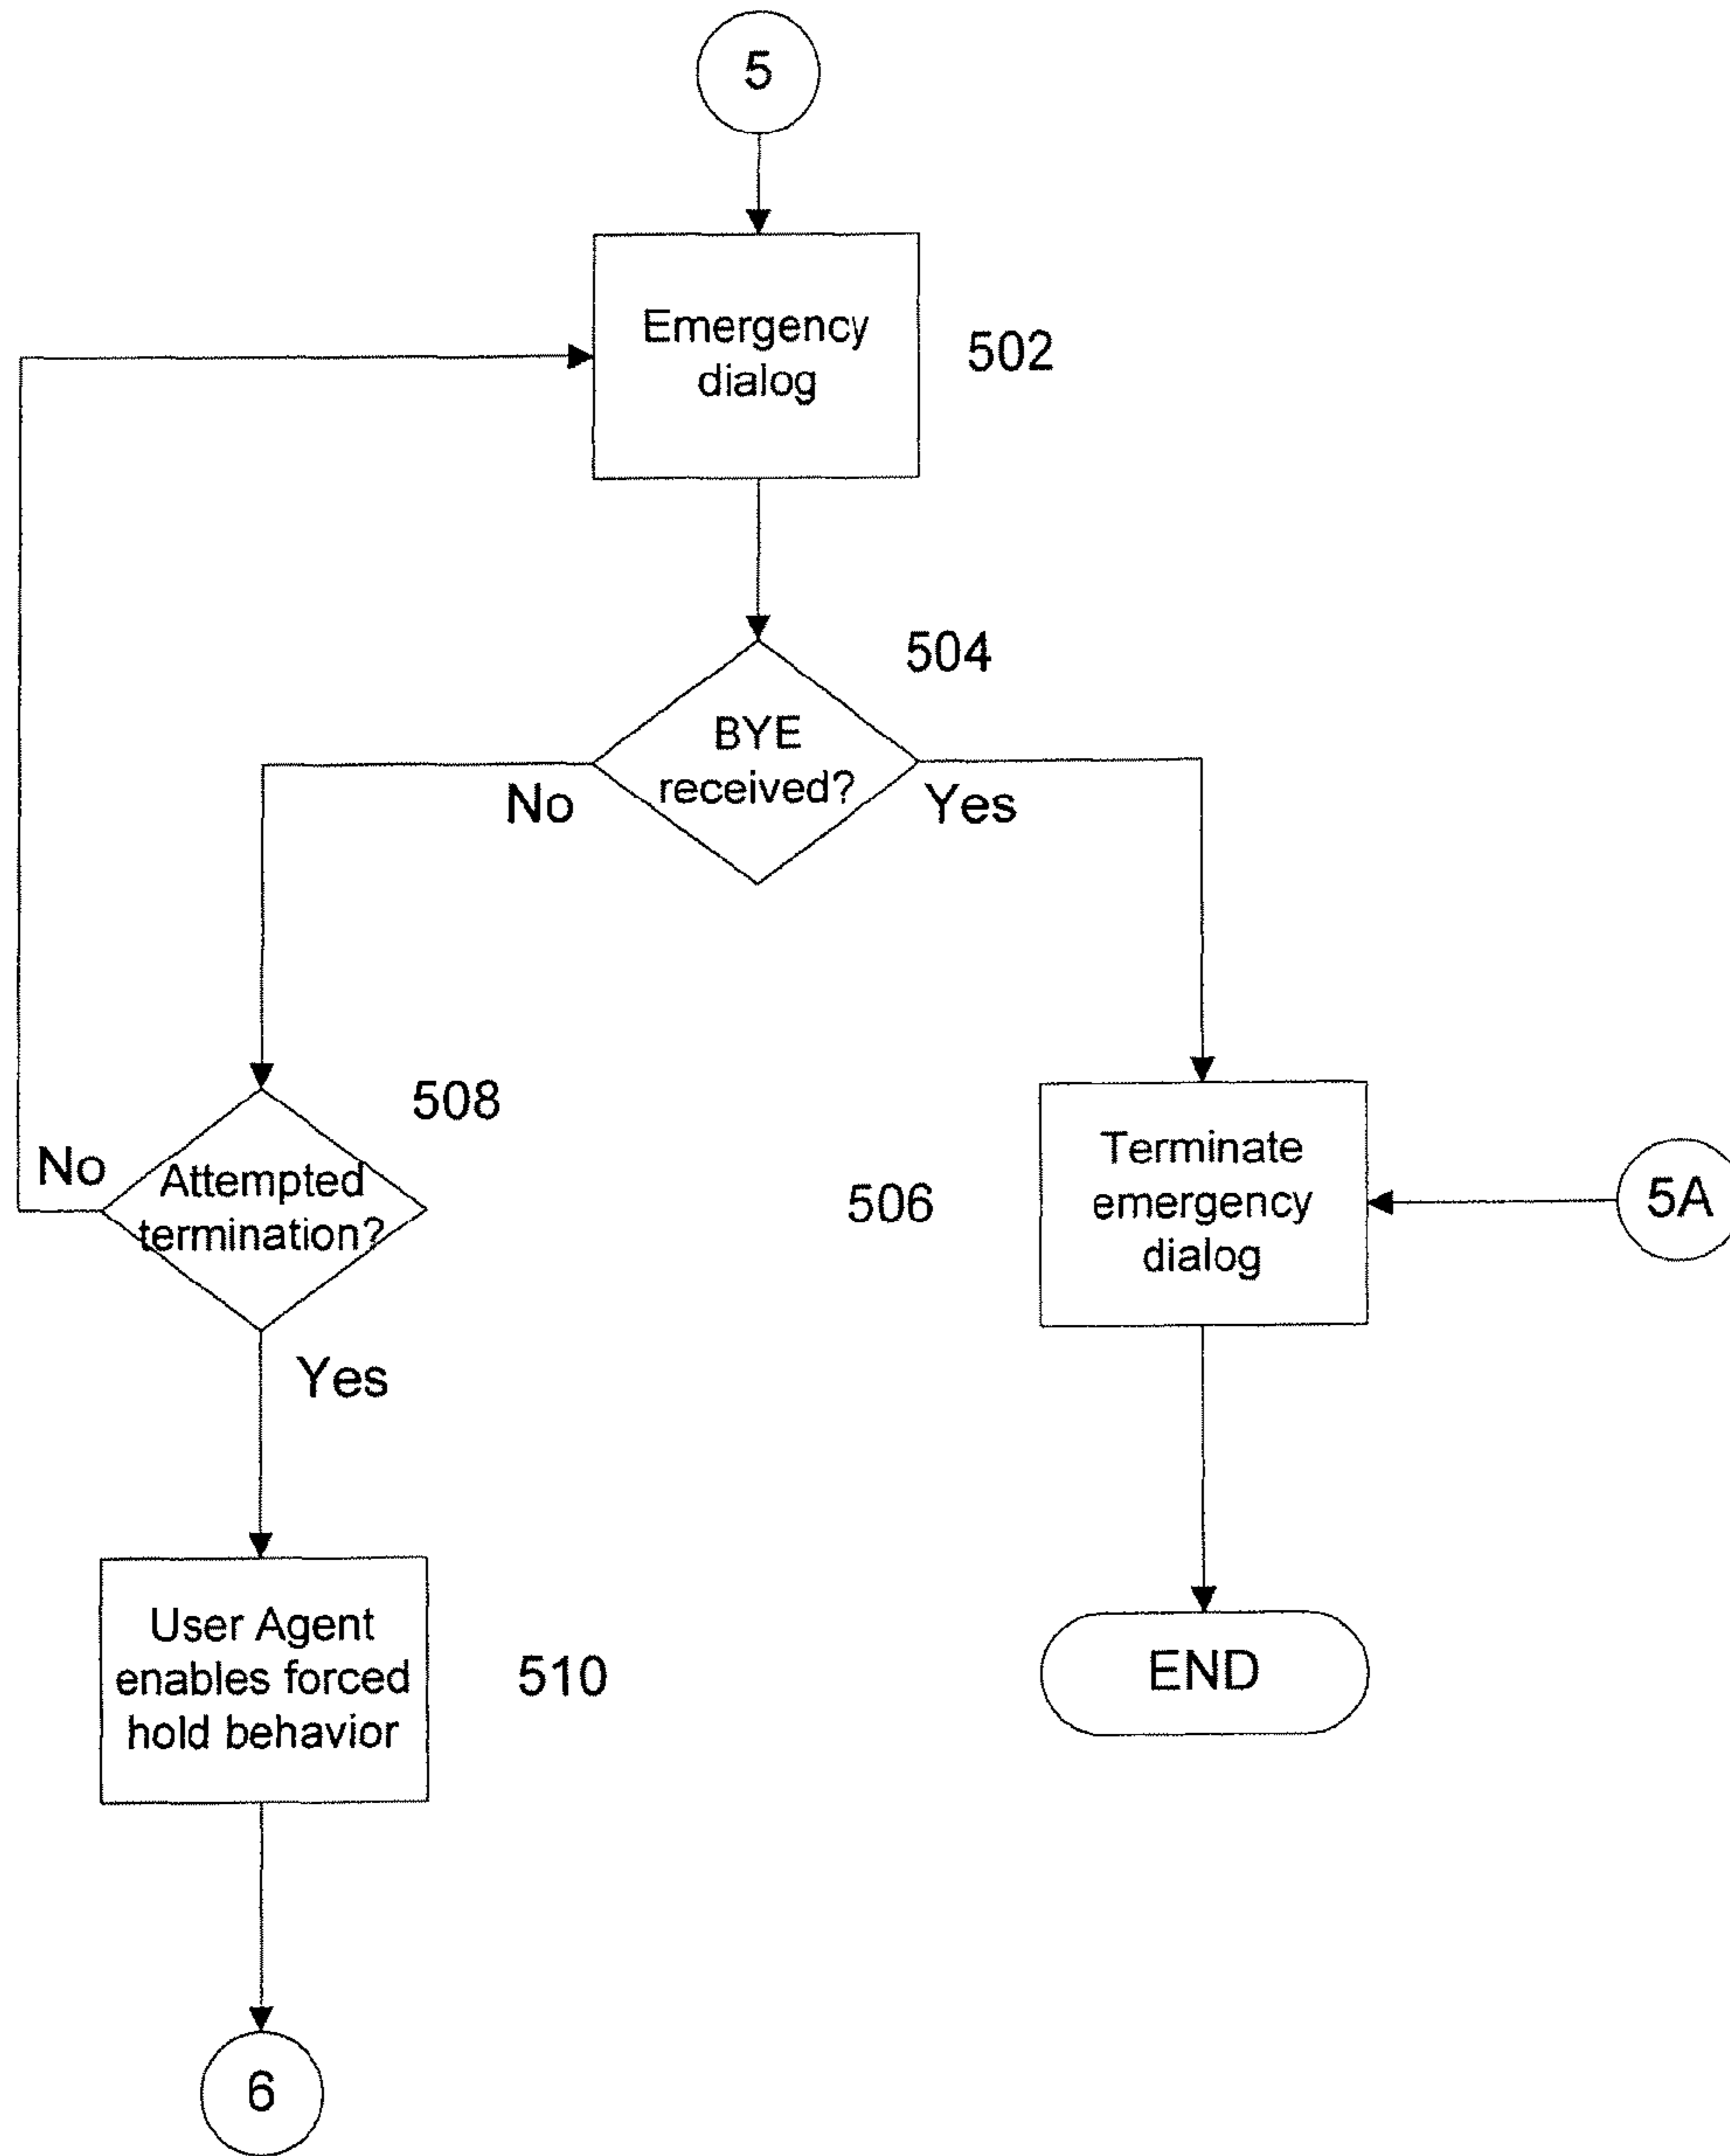 5
Emergency
dialog
502
504
BYE
received?
No
Yes
508
No
Attempted
termination?
Yes
Terminate
emergency
dialog
506
5A
User Agent
enables forced
hold behavior
510
END
6